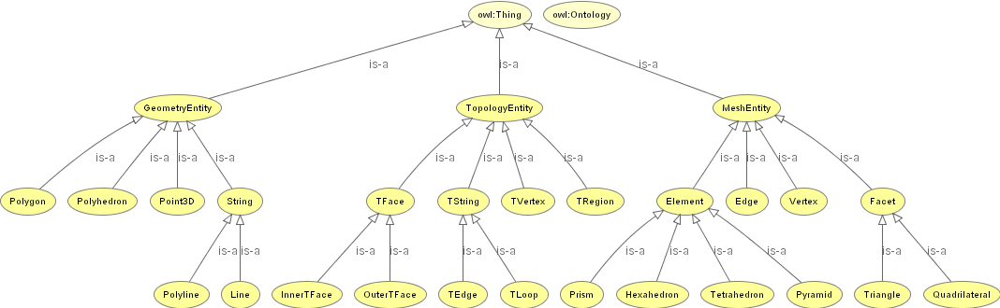 owl:Thing owl:Ontology
is-a is-a is-a
GeometryEntity TopologyEntity MeshEntity
is-a is-a is-a is-a is-a is-a is-a is-a is-a is-a is-a is-a
Polygon Polyhedron Point3D String TFace TString TVertex TRegion Element Edge Vertex Facet
is-a is-a is-a is-a is-a is-a is-a is-a is-a is-a is-a is-a
Polyline Line InnerTFace OuterTFace TEdge TLoop Prism Hexahedron Tetrahedron Pyramid Triangle Quadrilateral